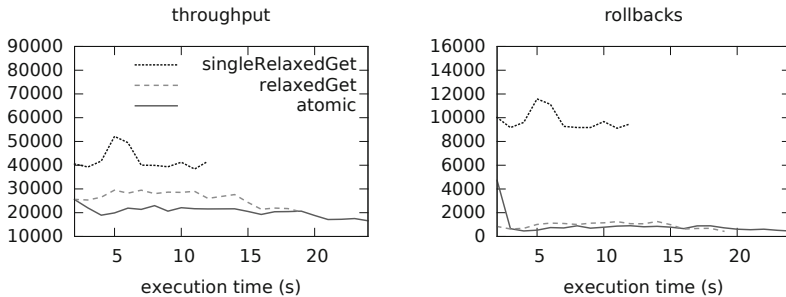 throughput
90000
80000
70000
60000
50000
40000
30000
20000
10000
singleRelaxedGet
relaxedGet
atomic
5 10 15 20
execution time (s)
rollbacks
16000
14000
12000
10000
8000
6000
4000
2000
0
5 10 15 20
execution time (s)